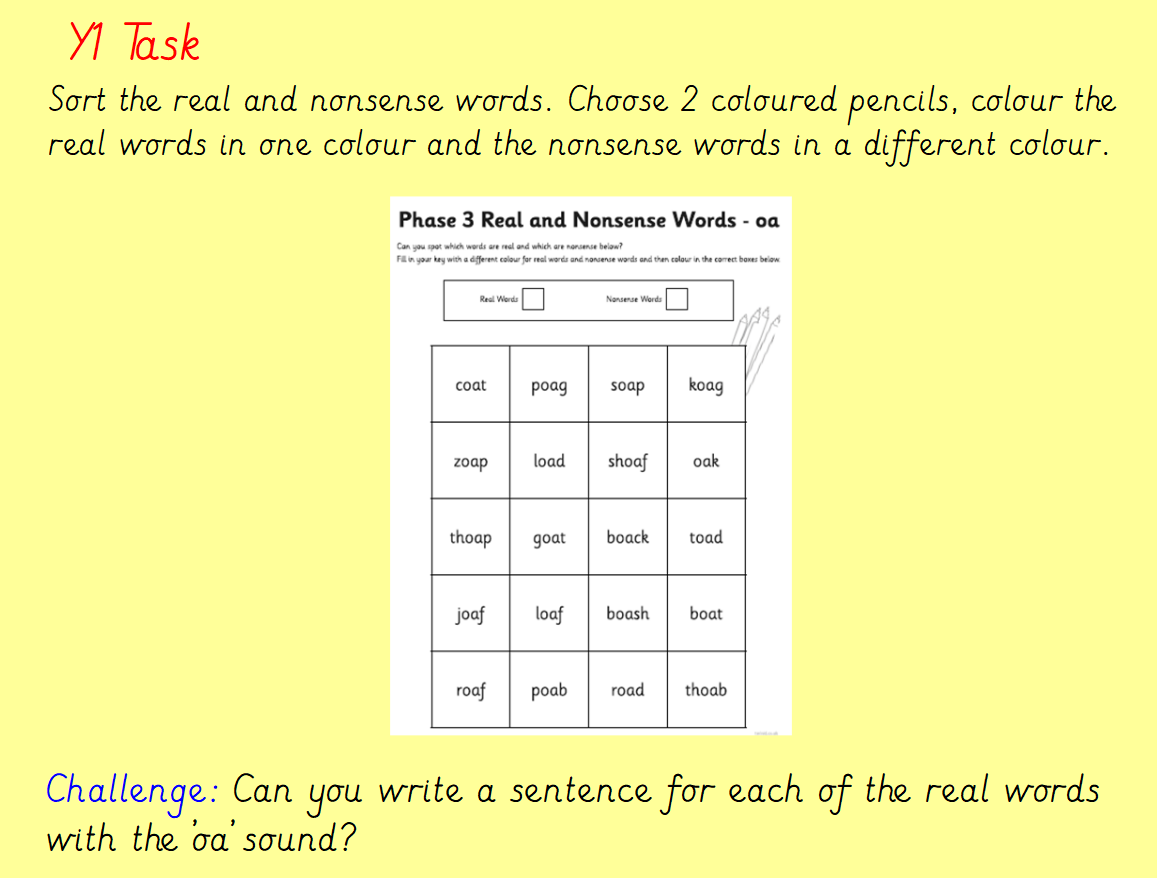 Y1 Task
Sort the real and nonsense words. Choose 2 coloured pencils, colour the
real words in one colour and the nonsense words in a different colour.
Phase 3 Real and Nonsense Words - oa
Can you spot which words are real and which are nonsense below?
Fill in your key with a different colour for real words and nonsense words and then colour in the correct boxes below.
Real Words Nonsense Words
coat poag soap koag
zoap load shoaf oak
thoap goat boack toad
joaf loaf boash boat
roaf poab road thoab
Challenge: Can you write a sentence for each of the real words
with the 'oa' sound?